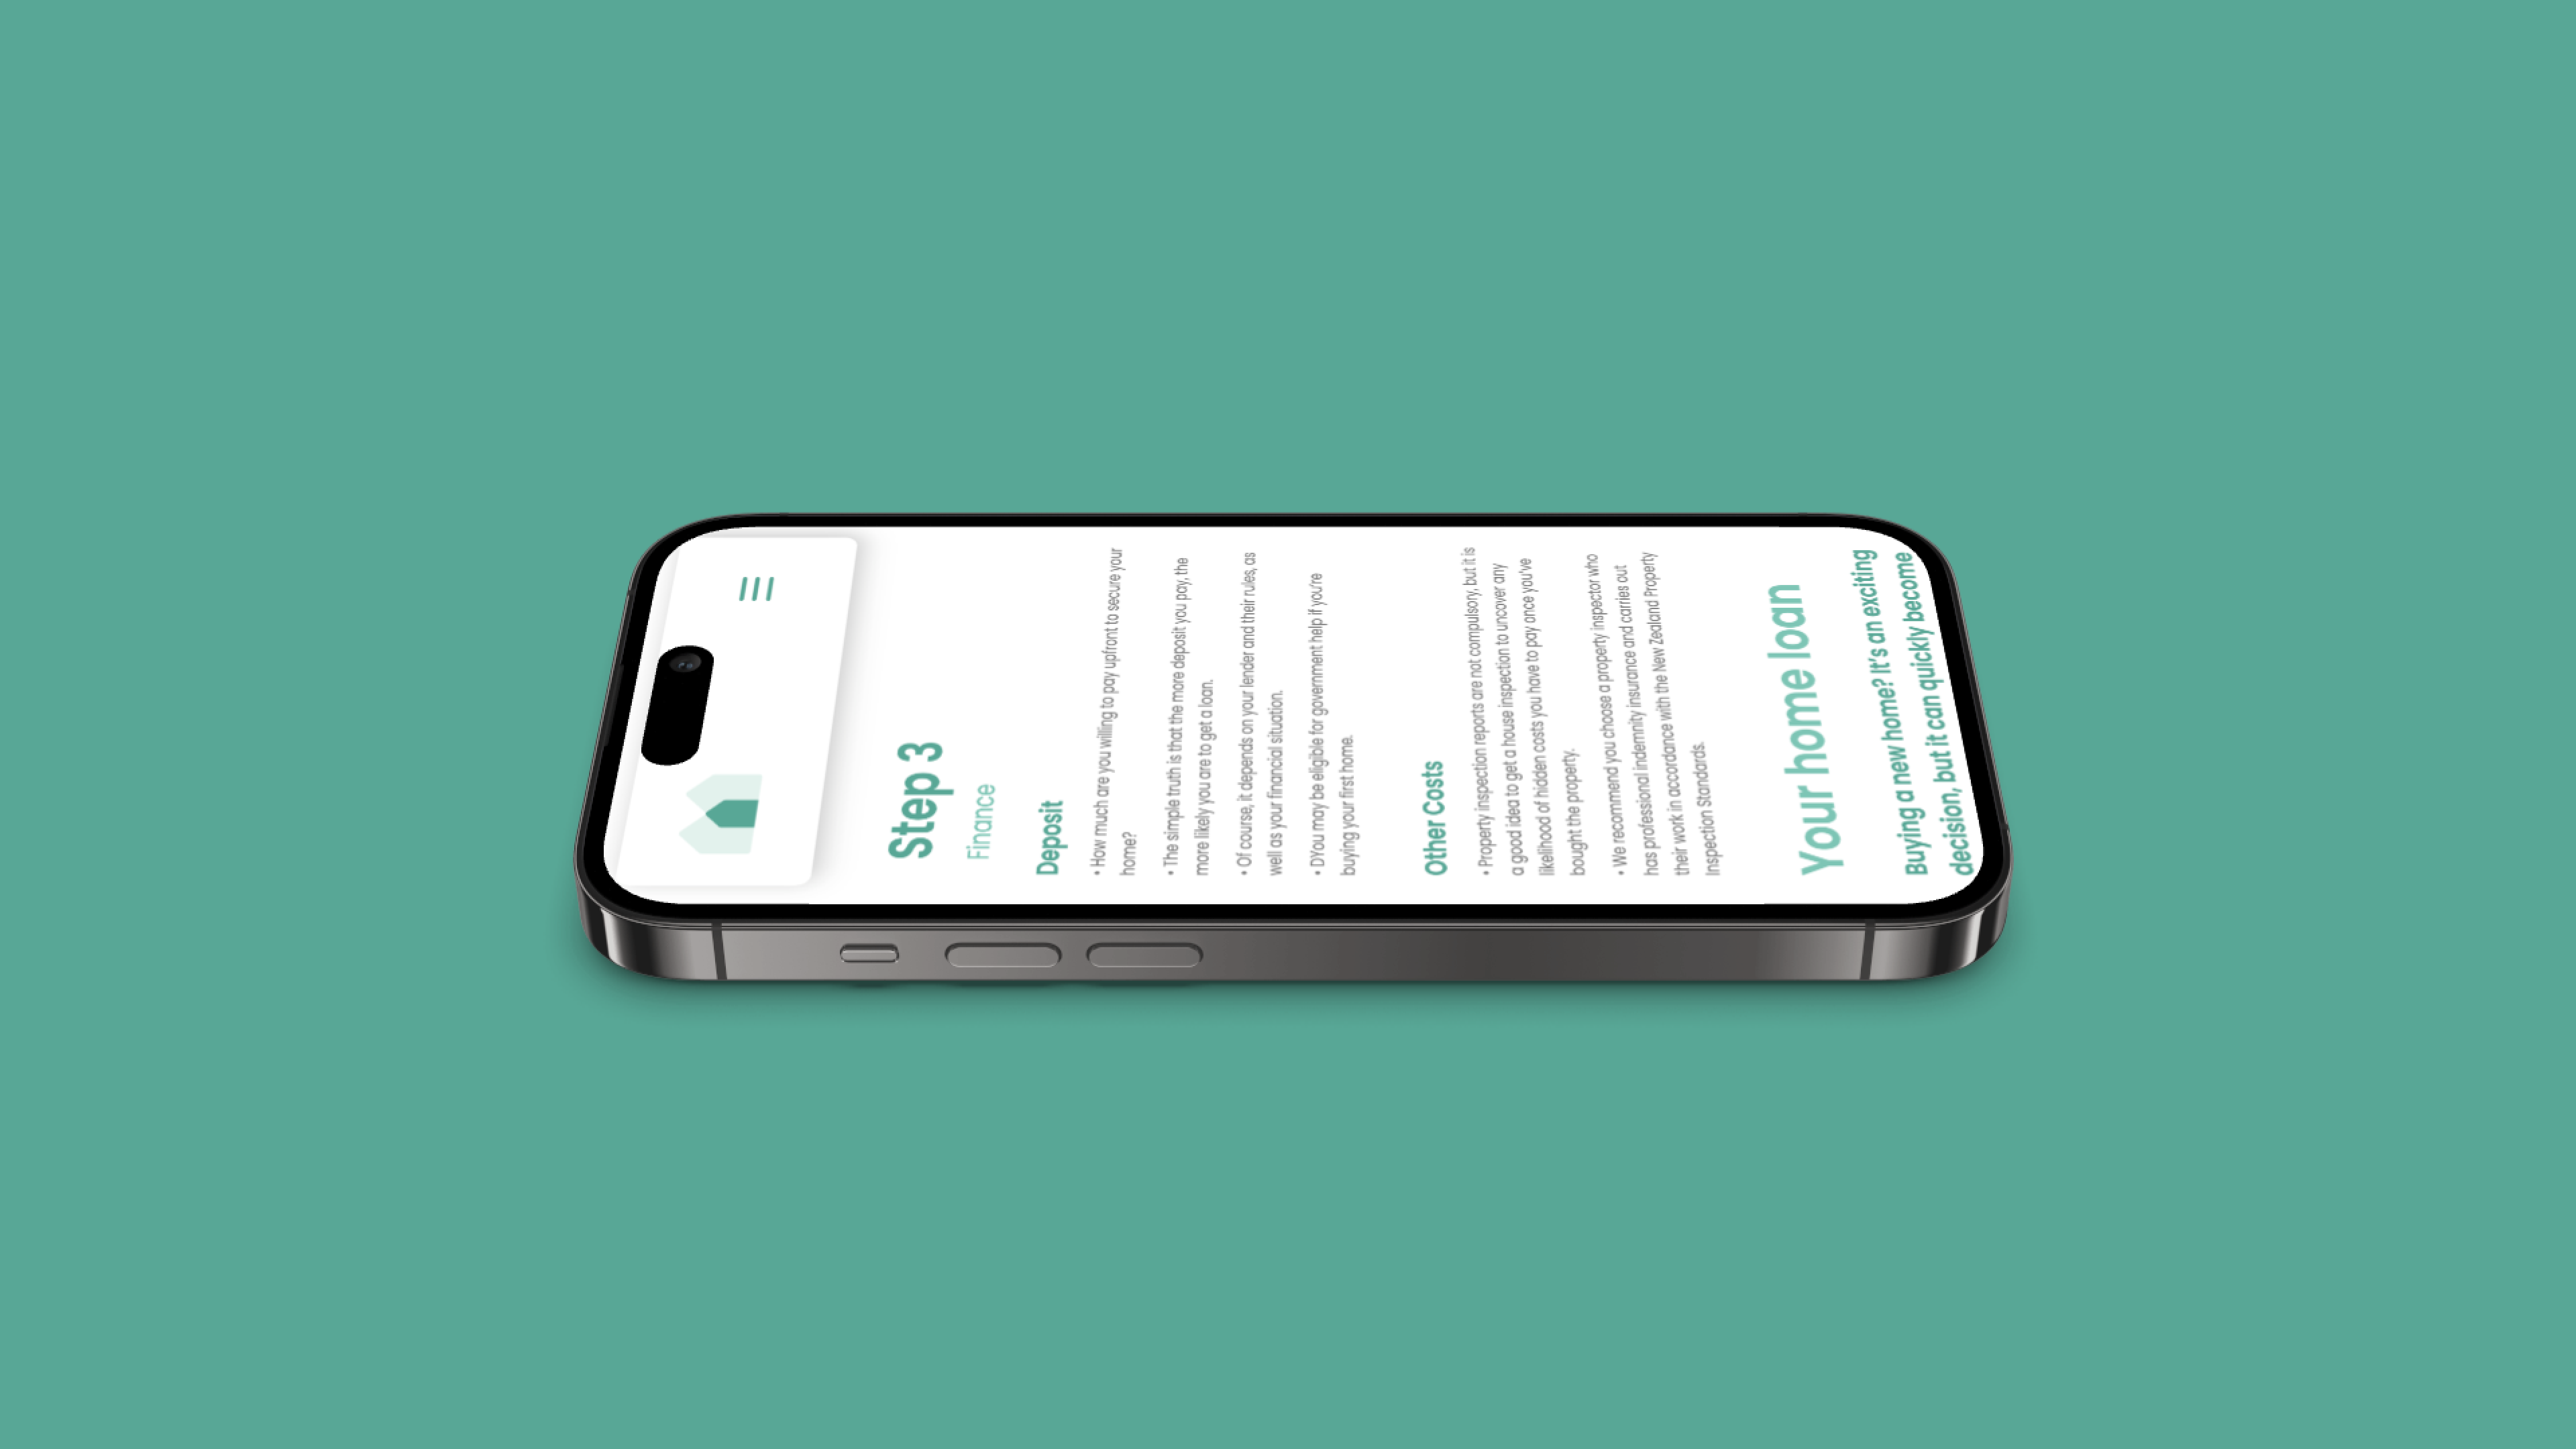 Step 3
Finance
Deposit
• How much are you willing to pay upfront to secure your
home?
• The simple truth is that the more deposit you pay, the
more likely you are to get a loan.
• Of course, it depends on your lender and their rules, as
well as your financial situation.
• DYou may be eligible for government help if you're
buying your first home.
Other Costs
• Property inspection reports are not compulsory, but it is
a good idea to get a house inspection to uncover any
likelihood of hidden costs you have to pay once you've
bought the property.
• We recommend you choose a property inspector who
has professional indemnity insurance and carries out
their work in accordance with the New Zealand Property
Inspection Standards.
Your home loan
Buying a new home? It's an exciting
decision, but it can quickly become